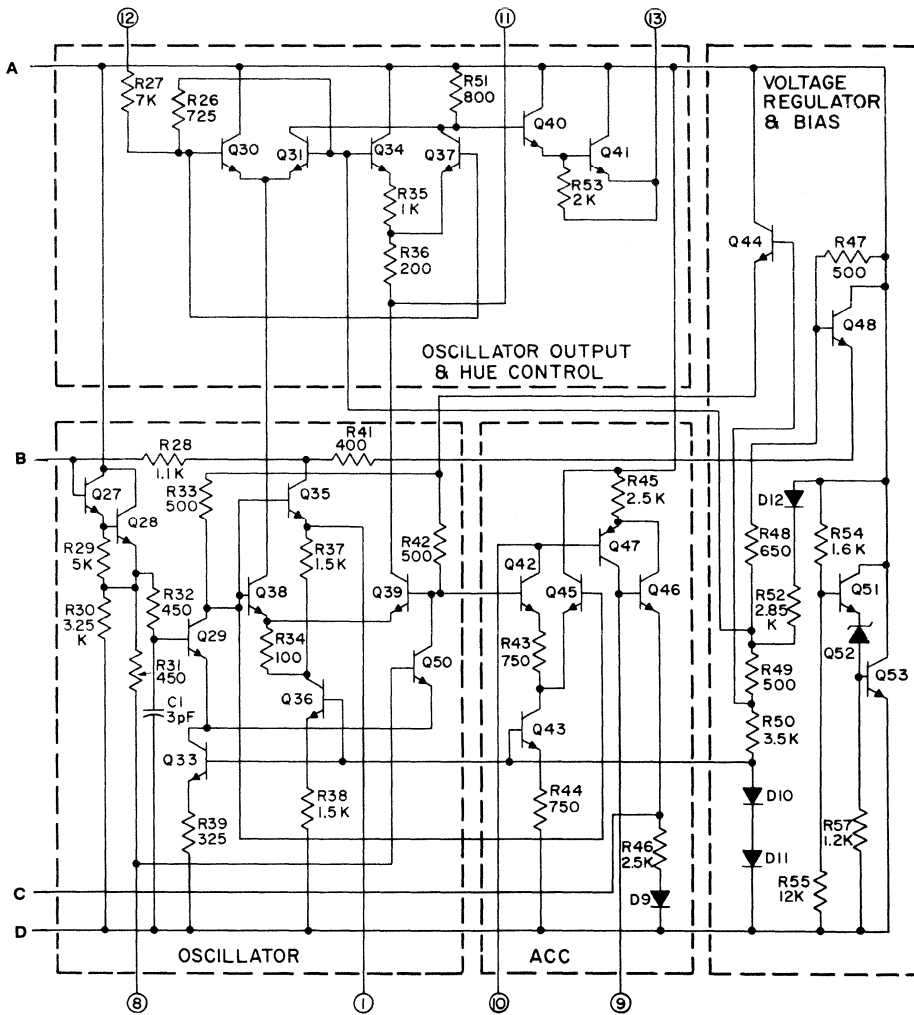 12
11
13
A
R27
7K
R26
725
R51
800
VOLTAGE
REGULATOR
& BIAS
Q30
Q31
Q34
Q37
Q40
Q41
R53
2K
R35
1K
R36
200
Q44
R47
500
Q48
OSCILLATOR OUTPUT
& HUE CONTROL
B
R28
1.1K
R41
400
R33
500
Q27
Q28
Q35
R45
2.5K
D12
R29
5K
R37
1.5K
R42
500
Q42
Q47
R48
650
R54
1.6K
R30
3.25
K
R32
450
Q38
Q39
Q45
Q46
R52
2.85
K
Q51
Q29
R34
100
R43
750
Q52
R31
450
Q50
R49
500
Q53
C1
3pF
Q36
Q43
R50
3.5K
Q33
R38
1.5K
R44
750
D10
R39
325
R46
2.5K
D11
R57
1.2K
C
D9
R55
12K
D
OSCILLATOR
ACC
8
1
10
9